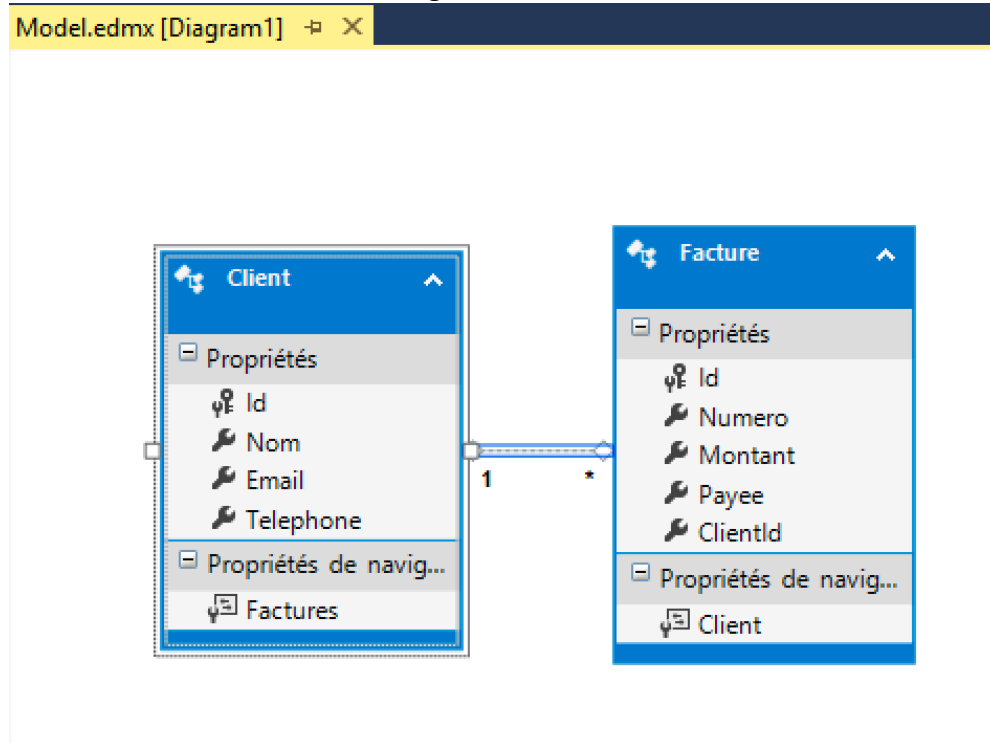 Model.edmx [Diagram1]
Client
Propriétés
Id
Nom
Email
Telephone
Propriétés de navig...
Factures
1
*
Facture
Propriétés
Id
Numero
Montant
Payee
ClientId
Propriétés de navig...
Client